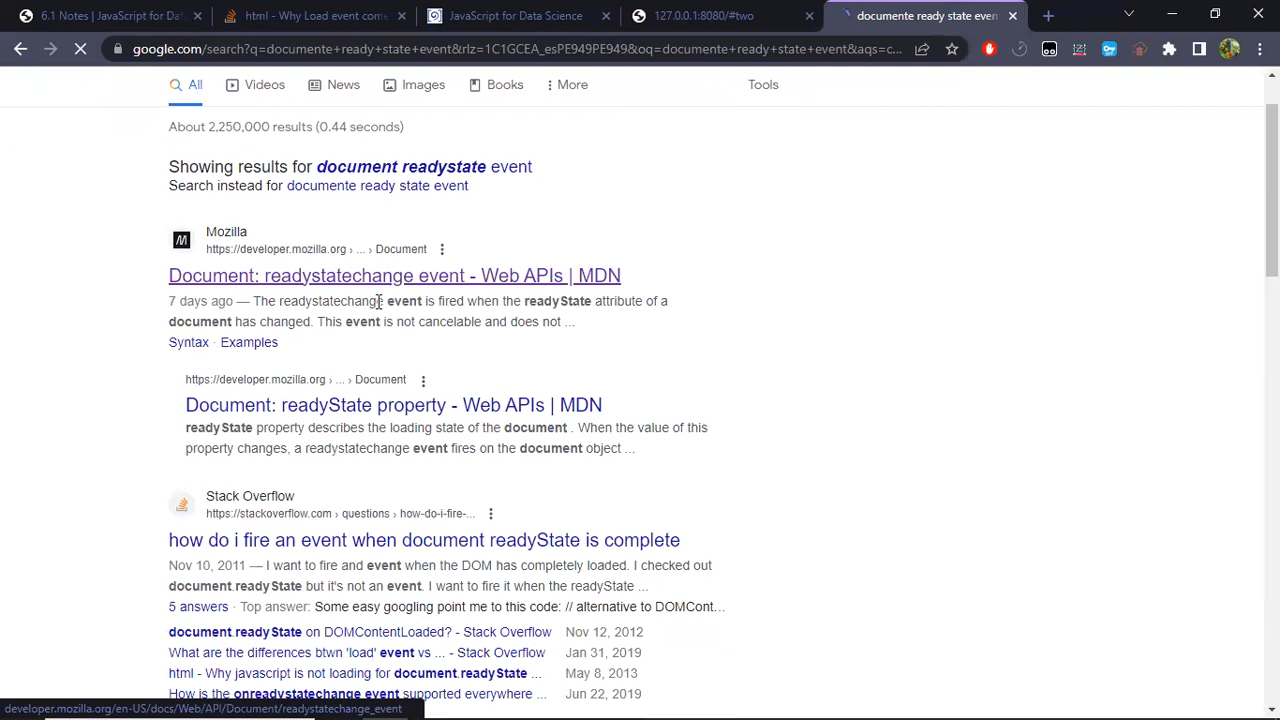 6.1 Notes | JavaScript for Data
html - Why Load event com
JavaScript for Data Science
127.0.0.1:8080/#two
documente ready state even
google.com/search?q=documente+ready+state+event&rlz=1C1GCEA_esPE949PE949&oq=documente+ready+state+event&aqs=c...
All
Videos
News
Images
Books
More
Tools
About 2,250,000 results (0.44 seconds)
Showing results for document readystate event
Search instead for documente ready state event
Mozilla
https://developer.mozilla.org › ... › Document
Document: readystatechange event - Web APIs | MDN
7 days ago — The readystatechange event is fired when the readyState attribute of a
document has changed. This event is not cancelable and does not ...
Syntax · Examples
https://developer.mozilla.org › ... › Document
Document: readyState property - Web APIs | MDN
readyState property describes the loading state of the document . When the value of this
property changes, a readystatechange event fires on the document object ...
Stack Overflow
https://stackoverflow.com › questions › how-do-i-fire-...
how do i fire an event when document readyState is complete
Nov 10, 2011 — I want to fire and event when the DOM has completely loaded. I checked out
document.readyState but it's not an event. I want to fire it when the readyState ...
5 answers · Top answer: Some easy googling point me to this code: // alternative to DOMCont...
document.readyState on DOMContentLoaded? - Stack Overflow Nov 12, 2012
What are the differences btwn 'load' event vs ... - Stack Overflow Jan 31, 2019
html - Why javascript is not loading for document.readyState ... May 8, 2013
How is the onreadystatechange event supported everywhere ... Jun 22, 2019
developer.mozilla.org/en-US/docs/Web/API/Document/readystatechange_event